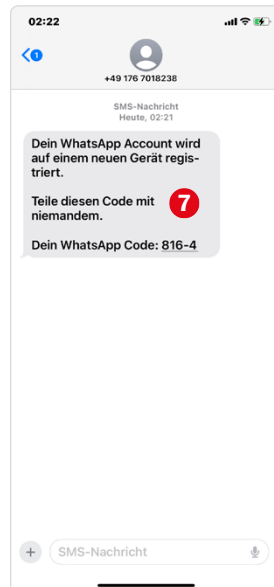 02:22
1
+49 176 7018238
SMS-Nachricht
Heute, 02:21
Dein WhatsApp Account wird
auf einem neuen Gerät regis-
triert.
Teile diesen Code mit
niemandem.
7
Dein WhatsApp Code: 816-4
SMS-Nachricht